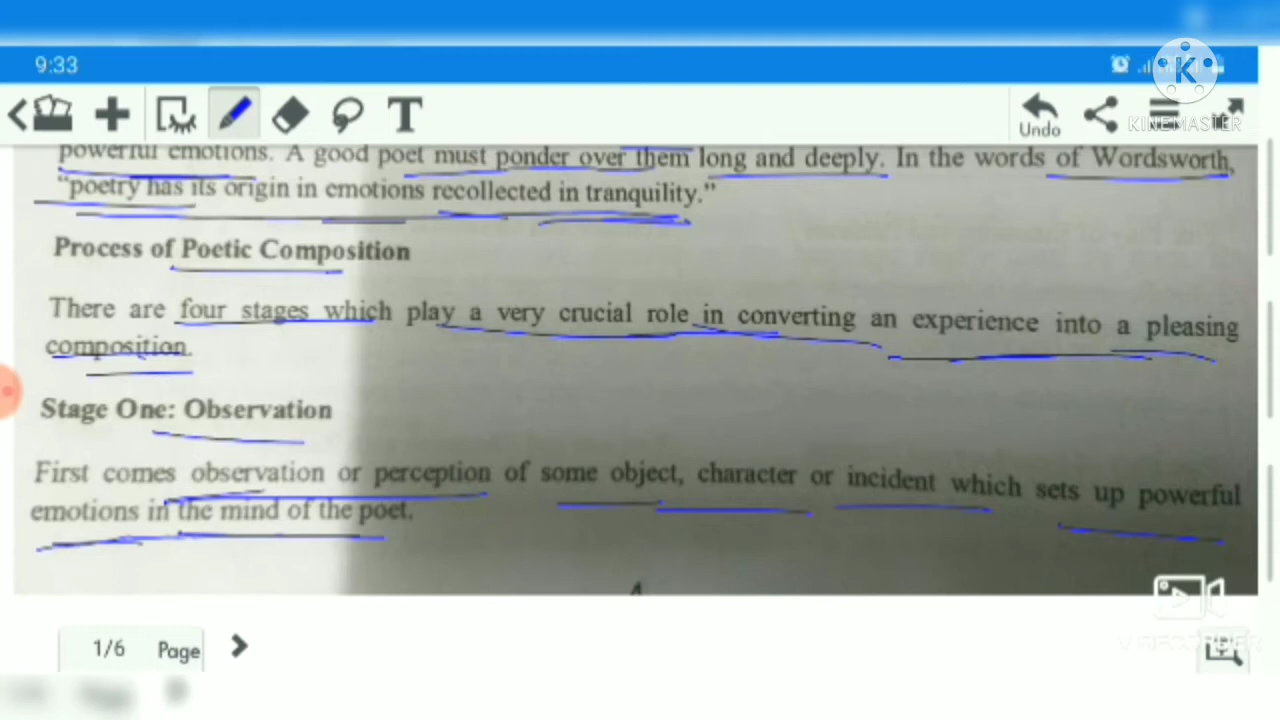 9:33
K
Undo
KINEMASTER
T
powerful emotions. A good poet must ponder over them long and deeply. In the words of Wordsworth,
“poetry has its origin in emotions recollected in tranquility.”
Process of Poetic Composition
There are four stages which play a very crucial role in converting an experience into a pleasing
composition.
Stage One: Observation
First comes observation or perception of some object, character or incident which sets up powerful
emotions in the mind of the poet.
1/6 Page